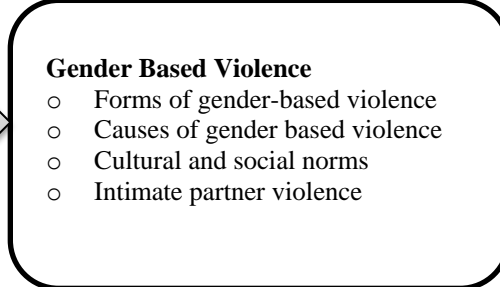 Gender Based Violence
o Forms of gender-based violence
o Causes of gender based violence
o Cultural and social norms
o Intimate partner violence